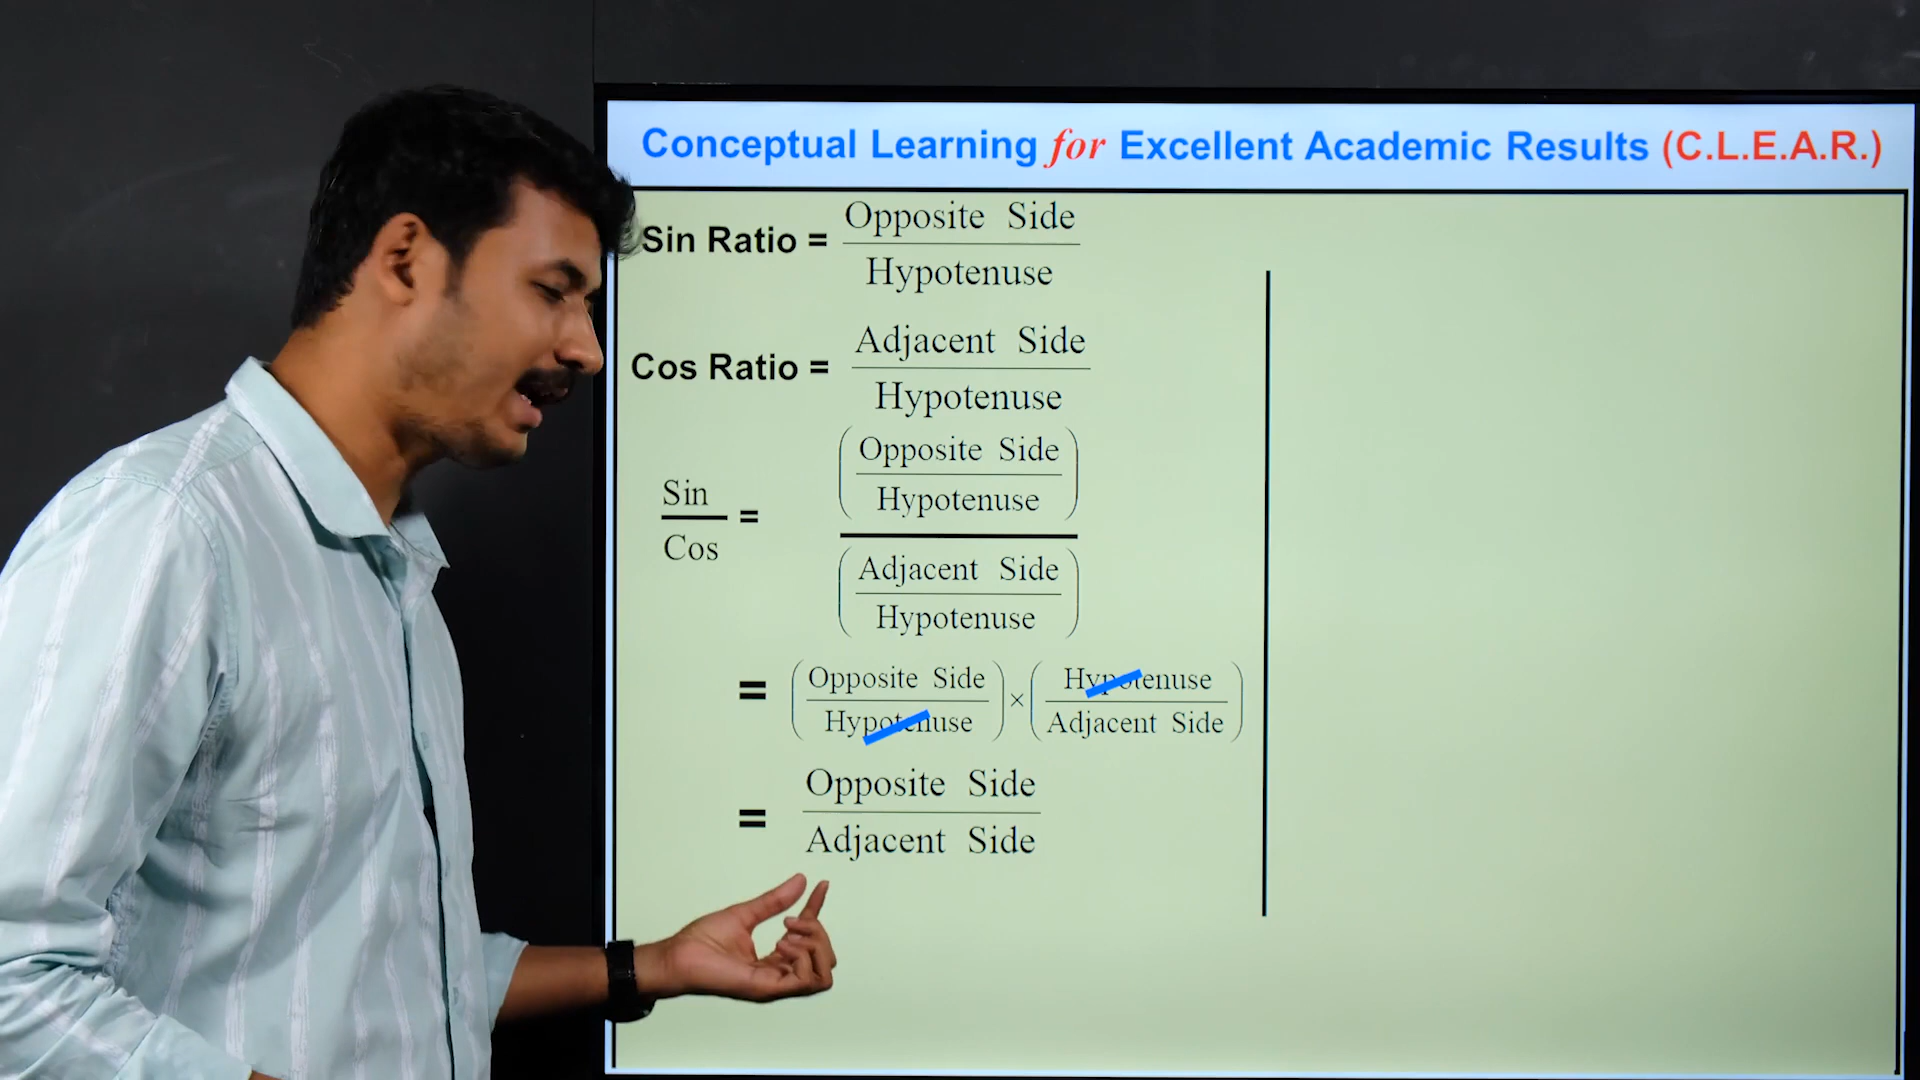 Conceptual Learning for Excellent Academic Results (C.L.E.A.R.)
Sin Ratio = Opposite Side
Hypotenuse
Cos Ratio = Adjacent Side
Hypotenuse
Sin
Cos
=
(Opposite Side
Hypotenuse)
(Adjacent Side
Hypotenuse)
= (Opposite Side
Hypotenuse) × (Hypotenuse
Adjacent Side)
= Opposite Side
Adjacent Side